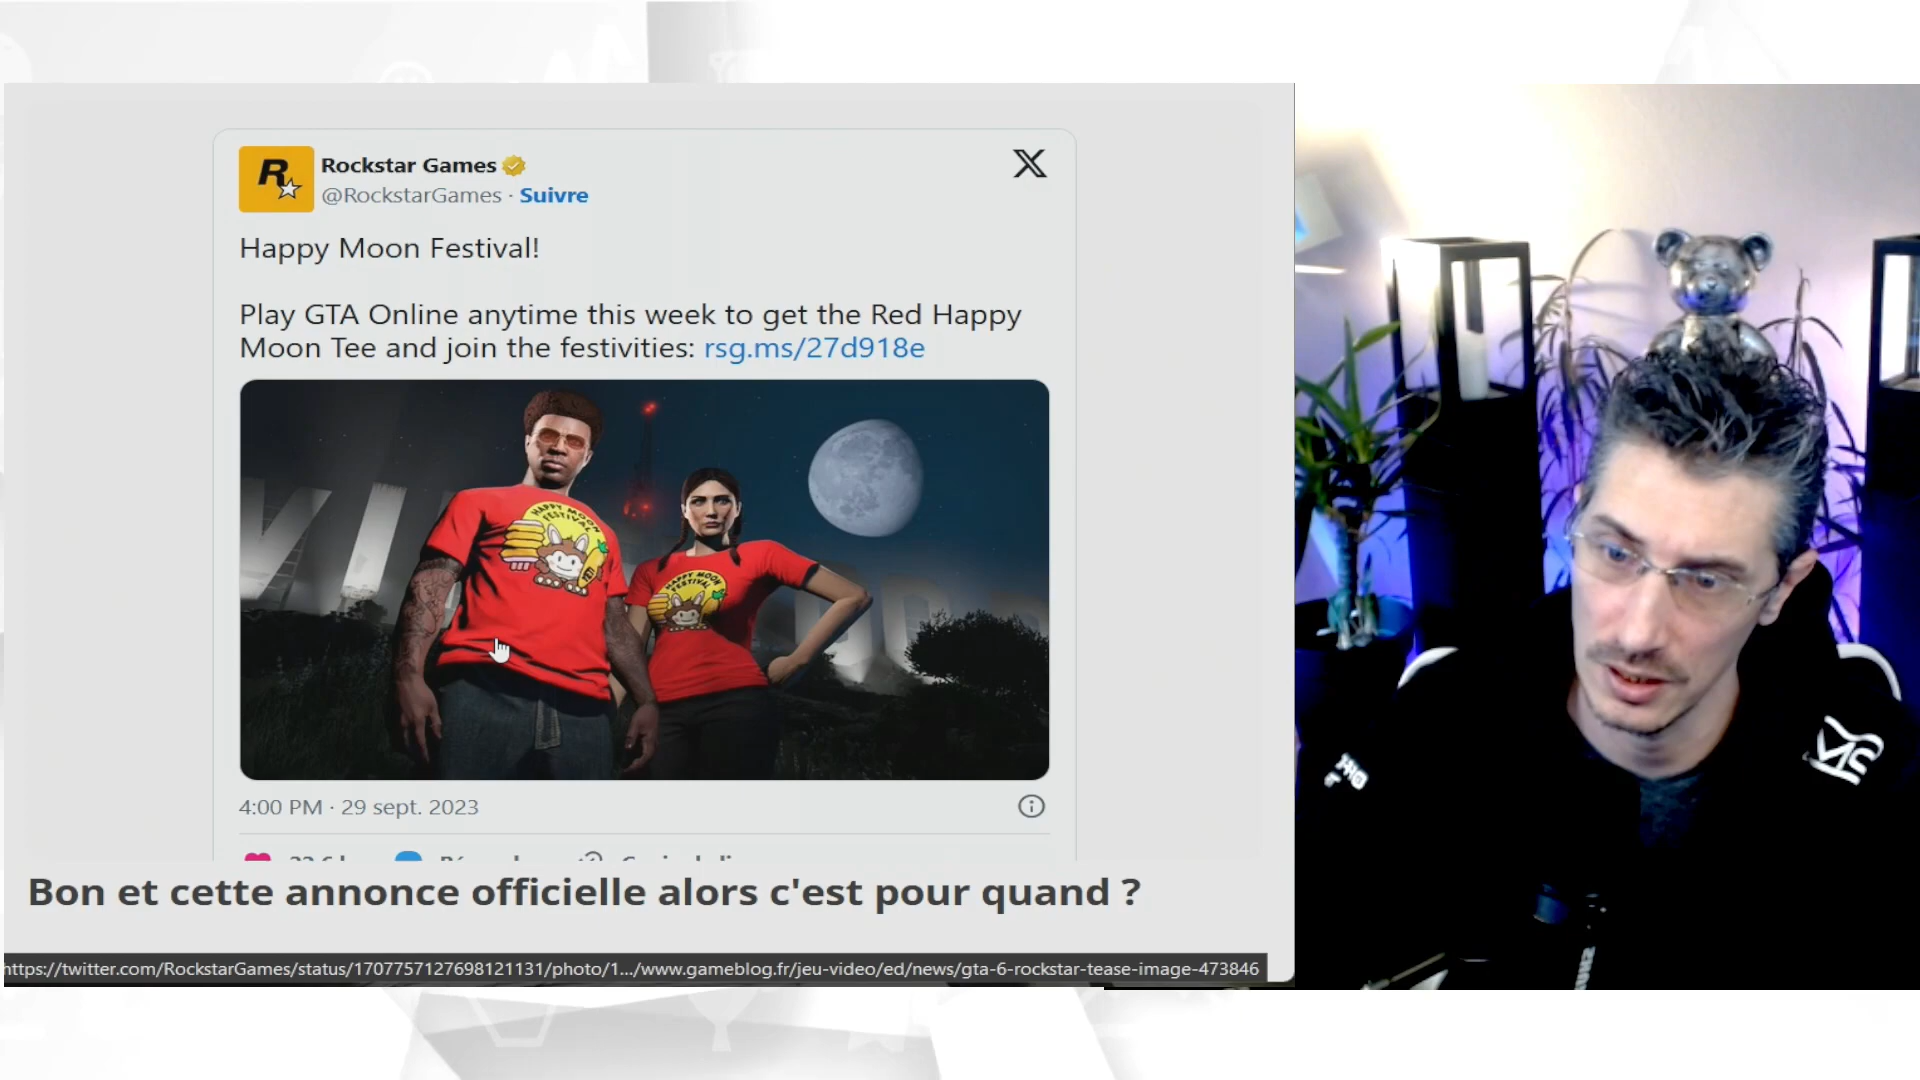 Rockstar Games
@RockstarGames · Suivre
Happy Moon Festival!
Play GTA Online anytime this week to get the Red Happy
Moon Tee and join the festivities: rsg.ms/27d918e
HAPPY MOON
FESTIVAL
HAPPY MOON
FESTIVAL
4:00 PM · 29 sept. 2023
Bon et cette annonce officielle alors c'est pour quand ?
https://twitter.com/RockstarGames/status/1707757127698121131/photo/1.../www.gameblog.fr/jeu-video/ed/news/gta-6-rockstar-tease-image-473846